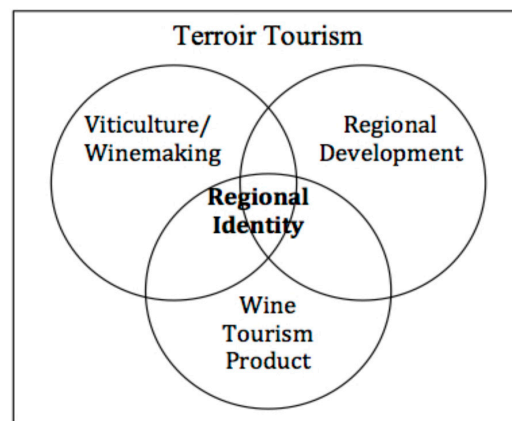 Terroir Tourism
Viticulture/
Winemaking
Regional
Development
Regional
Identity
Wine
Tourism
Product